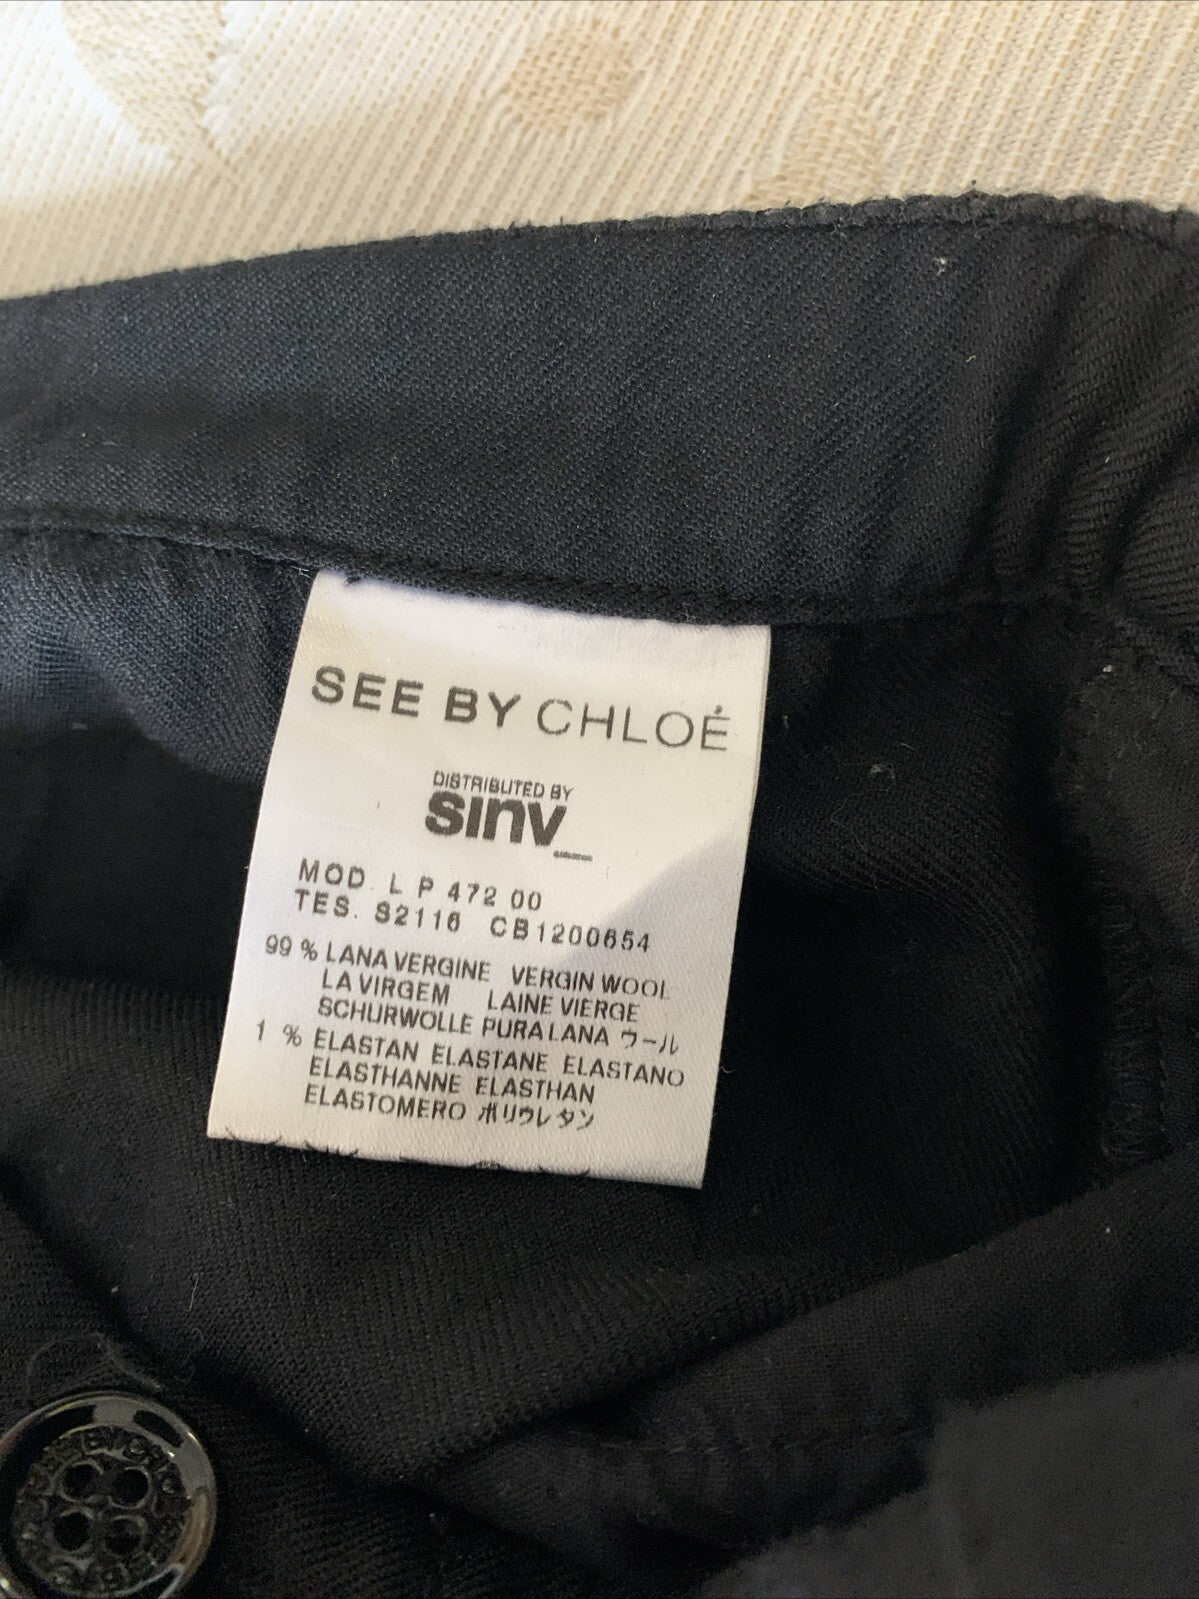 SEE BY CHLOÉ
DISTRIBUTED BY
sinv_
MOD. L P 472 00
TES. S2116 CB1200654
99 % LANA VERGINE VERGIN WOOL
LA VIRGEM LAINE VIERGE
SCHURWOLLE PURA LANA ウール
1 % ELASTAN ELASTANE ELASTANO
ELASTHANNE ELASTHAN
ELASTOMERO ポリウレタン